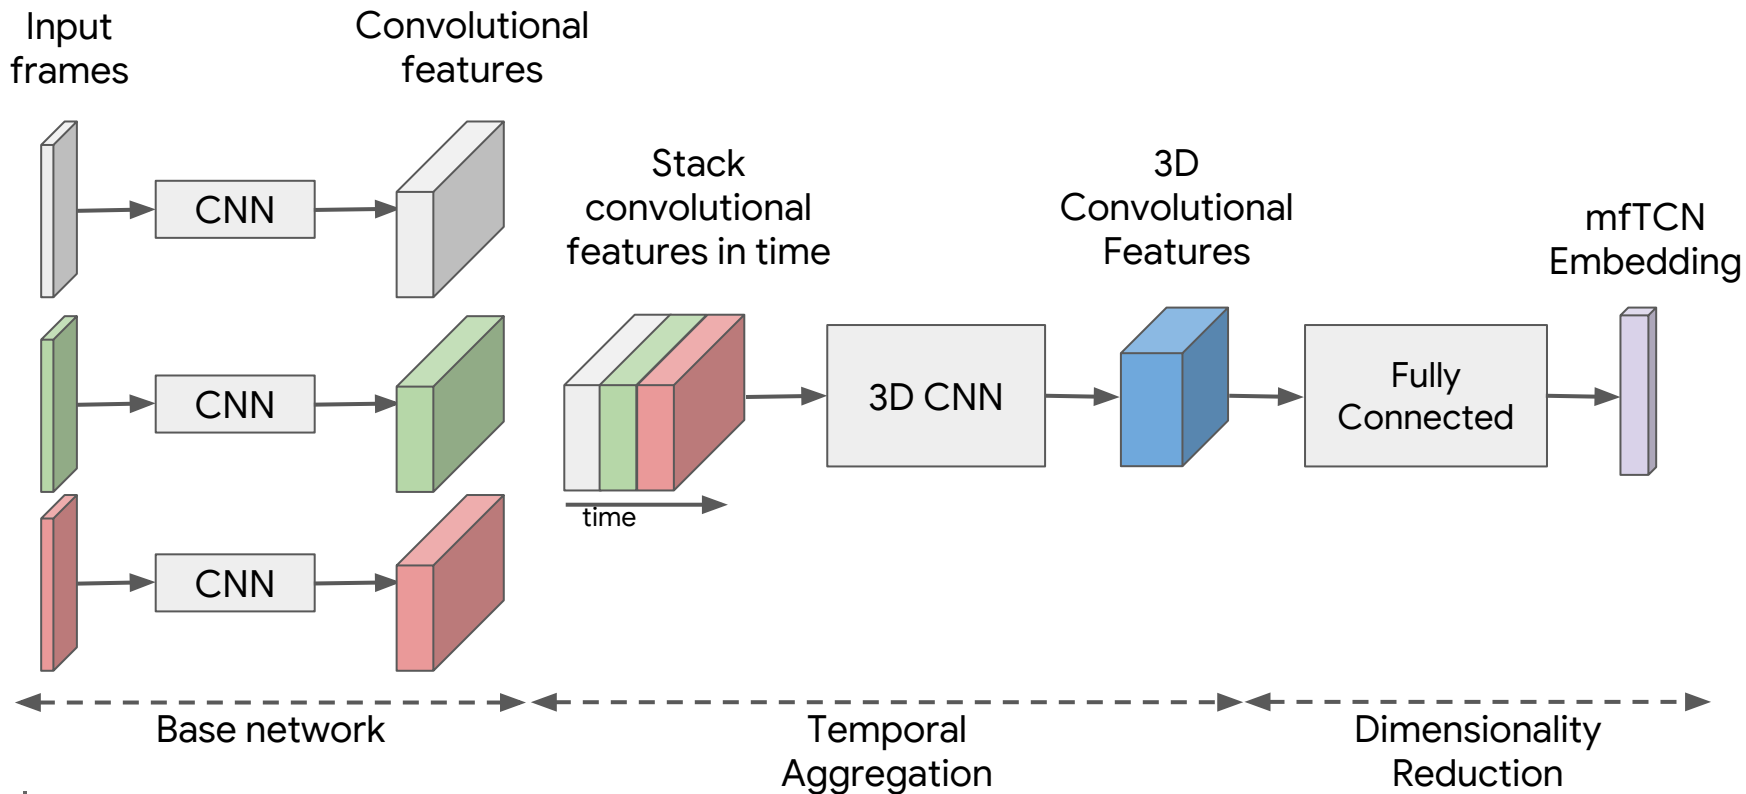 Input
frames
Convolutional
features
CNN
CNN
CNN
Stack
convolutional
features in time
time
3D CNN
3D
Convolutional
Features
Fully
Connected
mfTCN
Embedding
Base network
Temporal
Aggregation
Dimensionality
Reduction